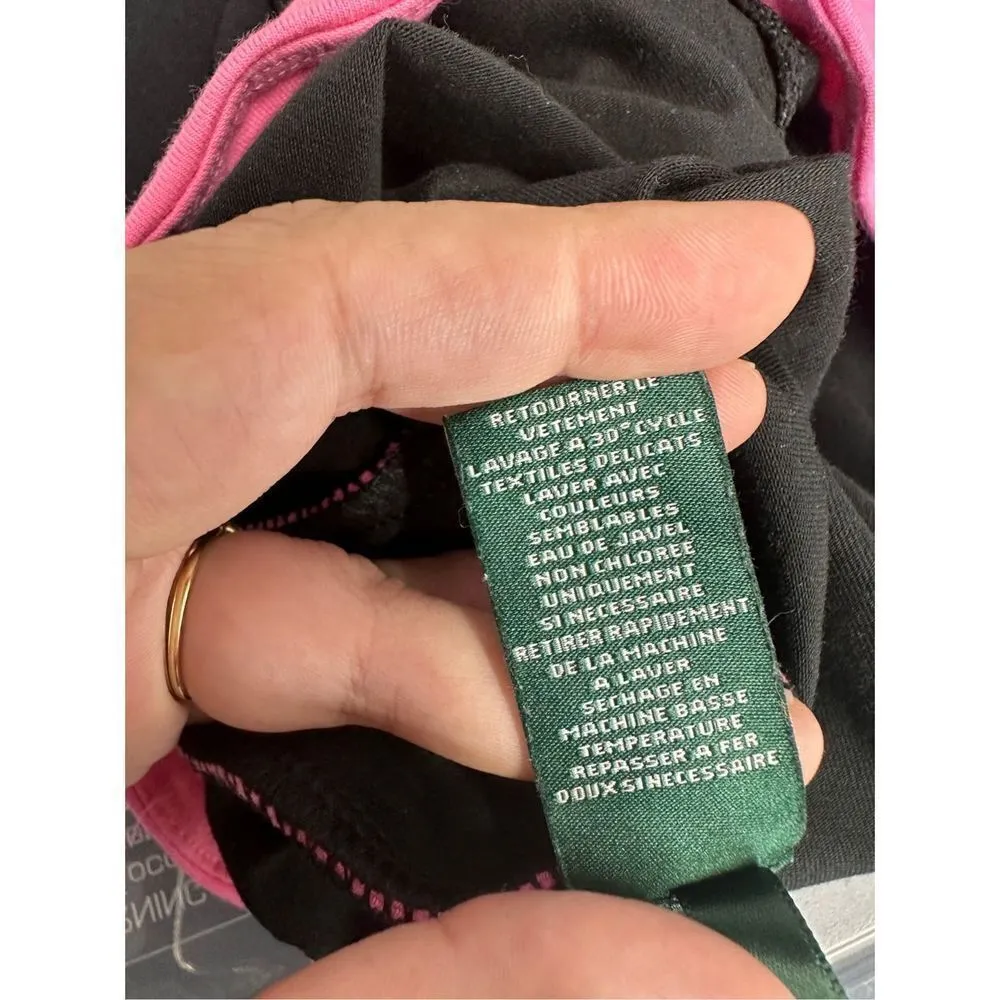 RETOURNER LE
VETEMENT
LAVAGE A 30° CYCLE
TEXTILES DELICATS
LAVER AVEC
COULEURS
SEMBLABLES
EAU DE JAVEL
NON CHLOREE
UNIQUEMENT
SI NECESSAIRE
RETIRER RAPIDEMENT
DE LA MACHINE
A LAVER
SECHAGE EN
MACHINE BASSE
TEMPERATURE
REPASSER A FER
DOUX SI NECESSAIRE